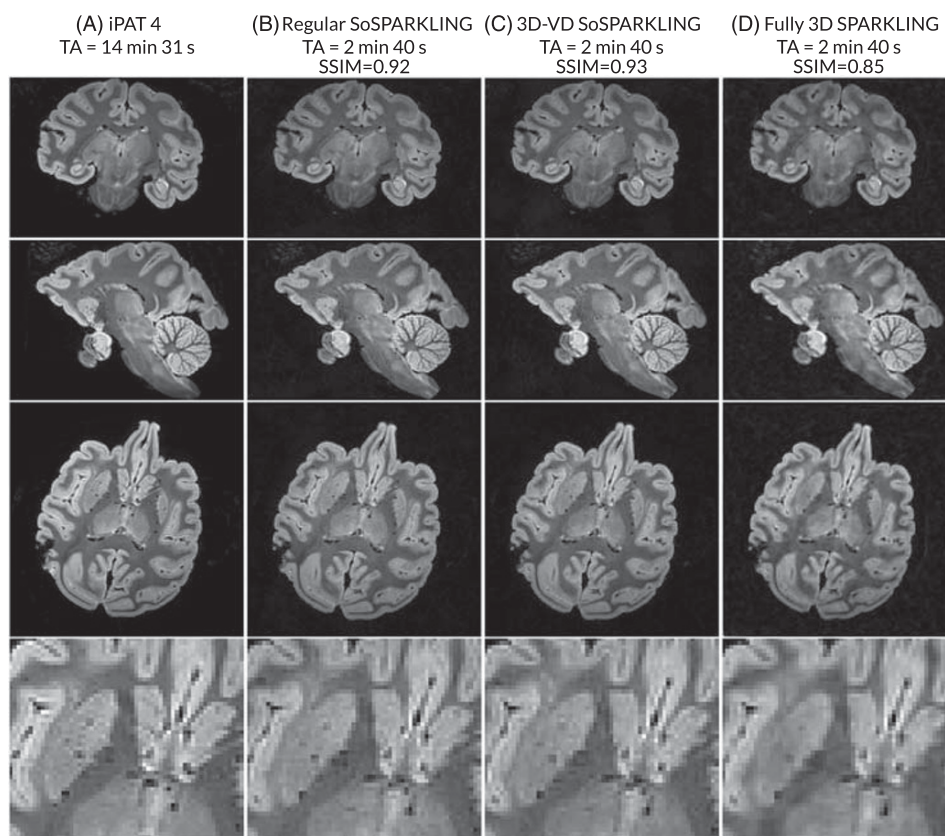 (A) iPAT 4
TA = 14 min 31 s
(B) Regular SoSPARKLING
TA = 2 min 40 s
SSIM=0.92
(C) 3D-VD SoSPARKLING
TA = 2 min 40 s
SSIM=0.93
(D) Fully 3D SPARKLING
TA = 2 min 40 s
SSIM=0.85